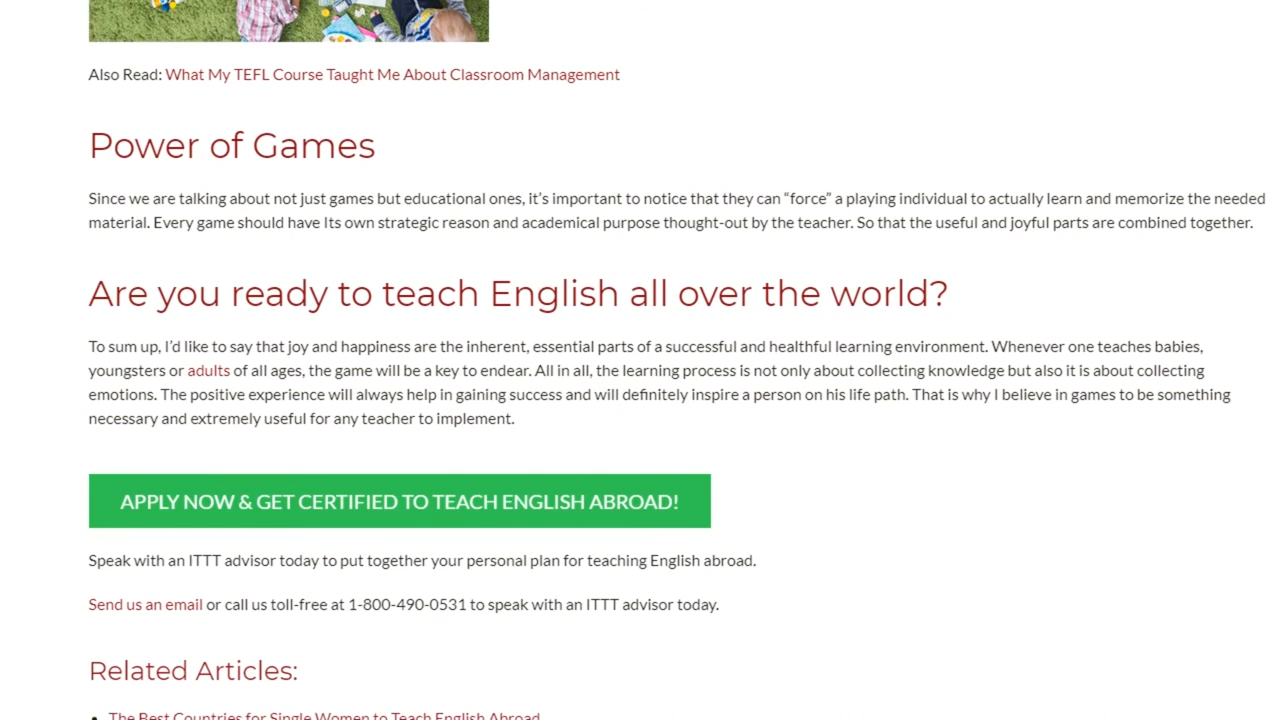 Also Read: What My TEFL Course Taught Me About Classroom Management
Power of Games
Since we are talking about not just games but educational ones, it's important to notice that they can “force” a playing individual to actually learn and memorize the needed
material. Every game should have Its own strategic reason and academical purpose thought-out by the teacher. So that the useful and joyful parts are combined together.
Are you ready to teach English all over the world?
To sum up, I'd like to say that joy and happiness are the inherent, essential parts of a successful and healthful learning environment. Whenever one teaches babies,
youngsters or adults of all ages, the game will be a key to endear. All in all, the learning process is not only about collecting knowledge but also it is about collecting
emotions. The positive experience will always help in gaining success and will definitely inspire a person on his life path. That is why I believe in games to be something
necessary and extremely useful for any teacher to implement.
APPLY NOW & GET CERTIFIED TO TEACH ENGLISH ABROAD!
Speak with an ITTT advisor today to put together your personal plan for teaching English abroad.
Send us an email or call us toll-free at 1-800-490-0531 to speak with an ITTT advisor today.
Related Articles:
• The Best Countries for Single Women to Teach English Abroad